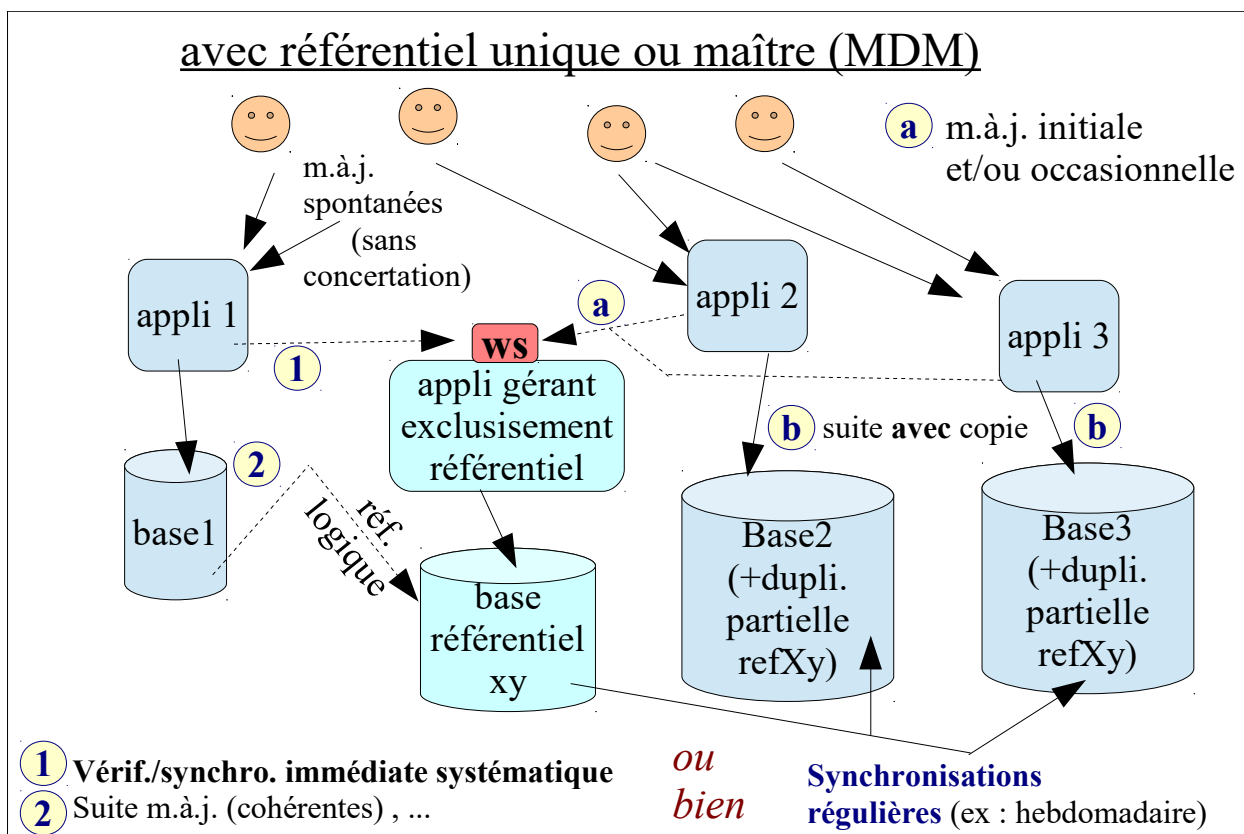 avec référentiel unique ou maître (MDM)
a m.à.j. initiale
et/ou occasionnelle
m.à.j.
spontanées
(sans
concertation)
appli 1
appli 2
appli 3
a
1
ws
appli gérant
exclusisement
référentiel
b suite avec copie
b
2
base1
réf.
logique
base
référentiel
xy
Base2
(+dupli.
partielle
refXy)
Base3
(+dupli.
partielle
refXy)
1 Vérif./synchro. immédiate systématique
2 Suite m.à.j. (cohérentes) , ...
ou
bien
Synchronisations
régulières (ex : hebdomadaire)